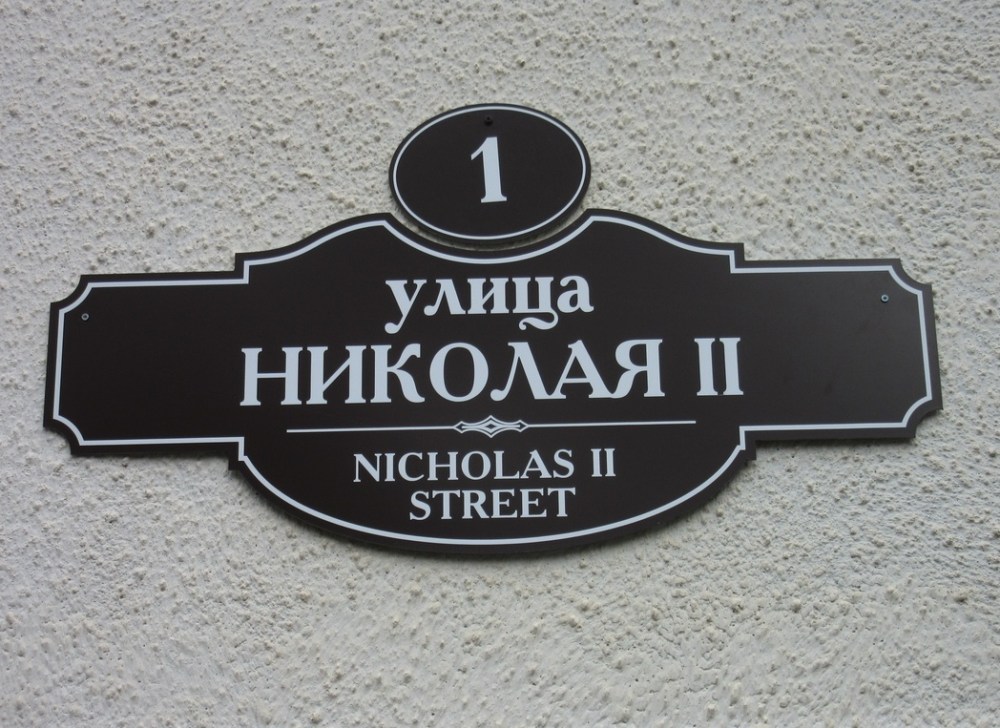 1
улица
НИКОЛАЯ II
NICHOLAS II
STREET